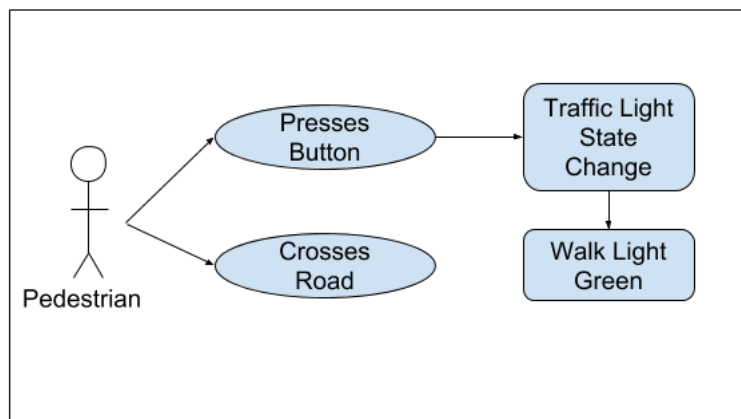 Presses
Button
Traffic Light
State
Change
Pedestrian
Crosses
Road
Walk Light
Green